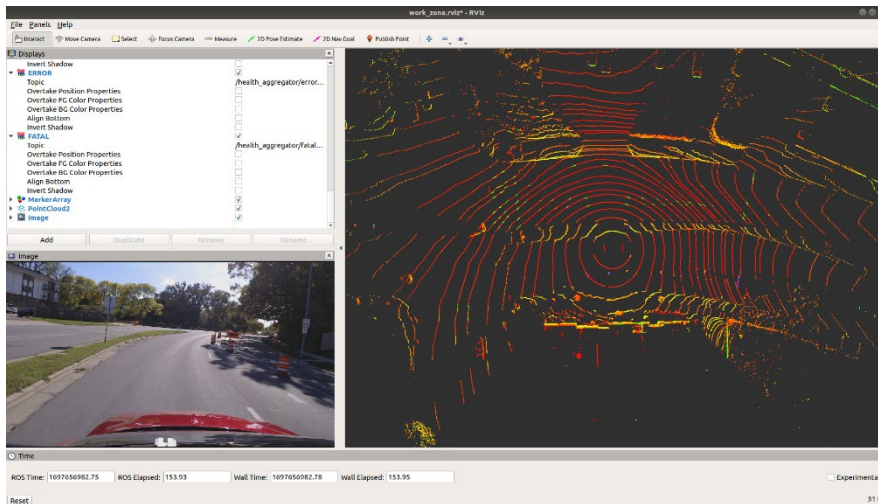 work_zone.rviz* - RViz
File Panels Help
Interact Move Camera Select Focus Camera Measure 2D Pose Estimate 2D Nav Goal Publish Point
Displays
Invert Shadow
ERROR
Topic /health_aggregator/error...
Overtake Position Properties
Overtake FG Color Properties
Overtake BG Color Properties
Align Bottom
Invert Shadow
FATAL
Topic /health_aggregator/fatal...
Overtake Position Properties
Overtake FG Color Properties
Overtake BG Color Properties
Align Bottom
Invert Shadow
MarkerArray
PointCloud2
Image
Add Duplicate Remove Rename
Image
Time
ROS Time: 1697656982.75 ROS Elapsed: 153.93 Wall Time: 1697656982.78 Wall Elapsed: 153.95 Experimenta
Reset 31